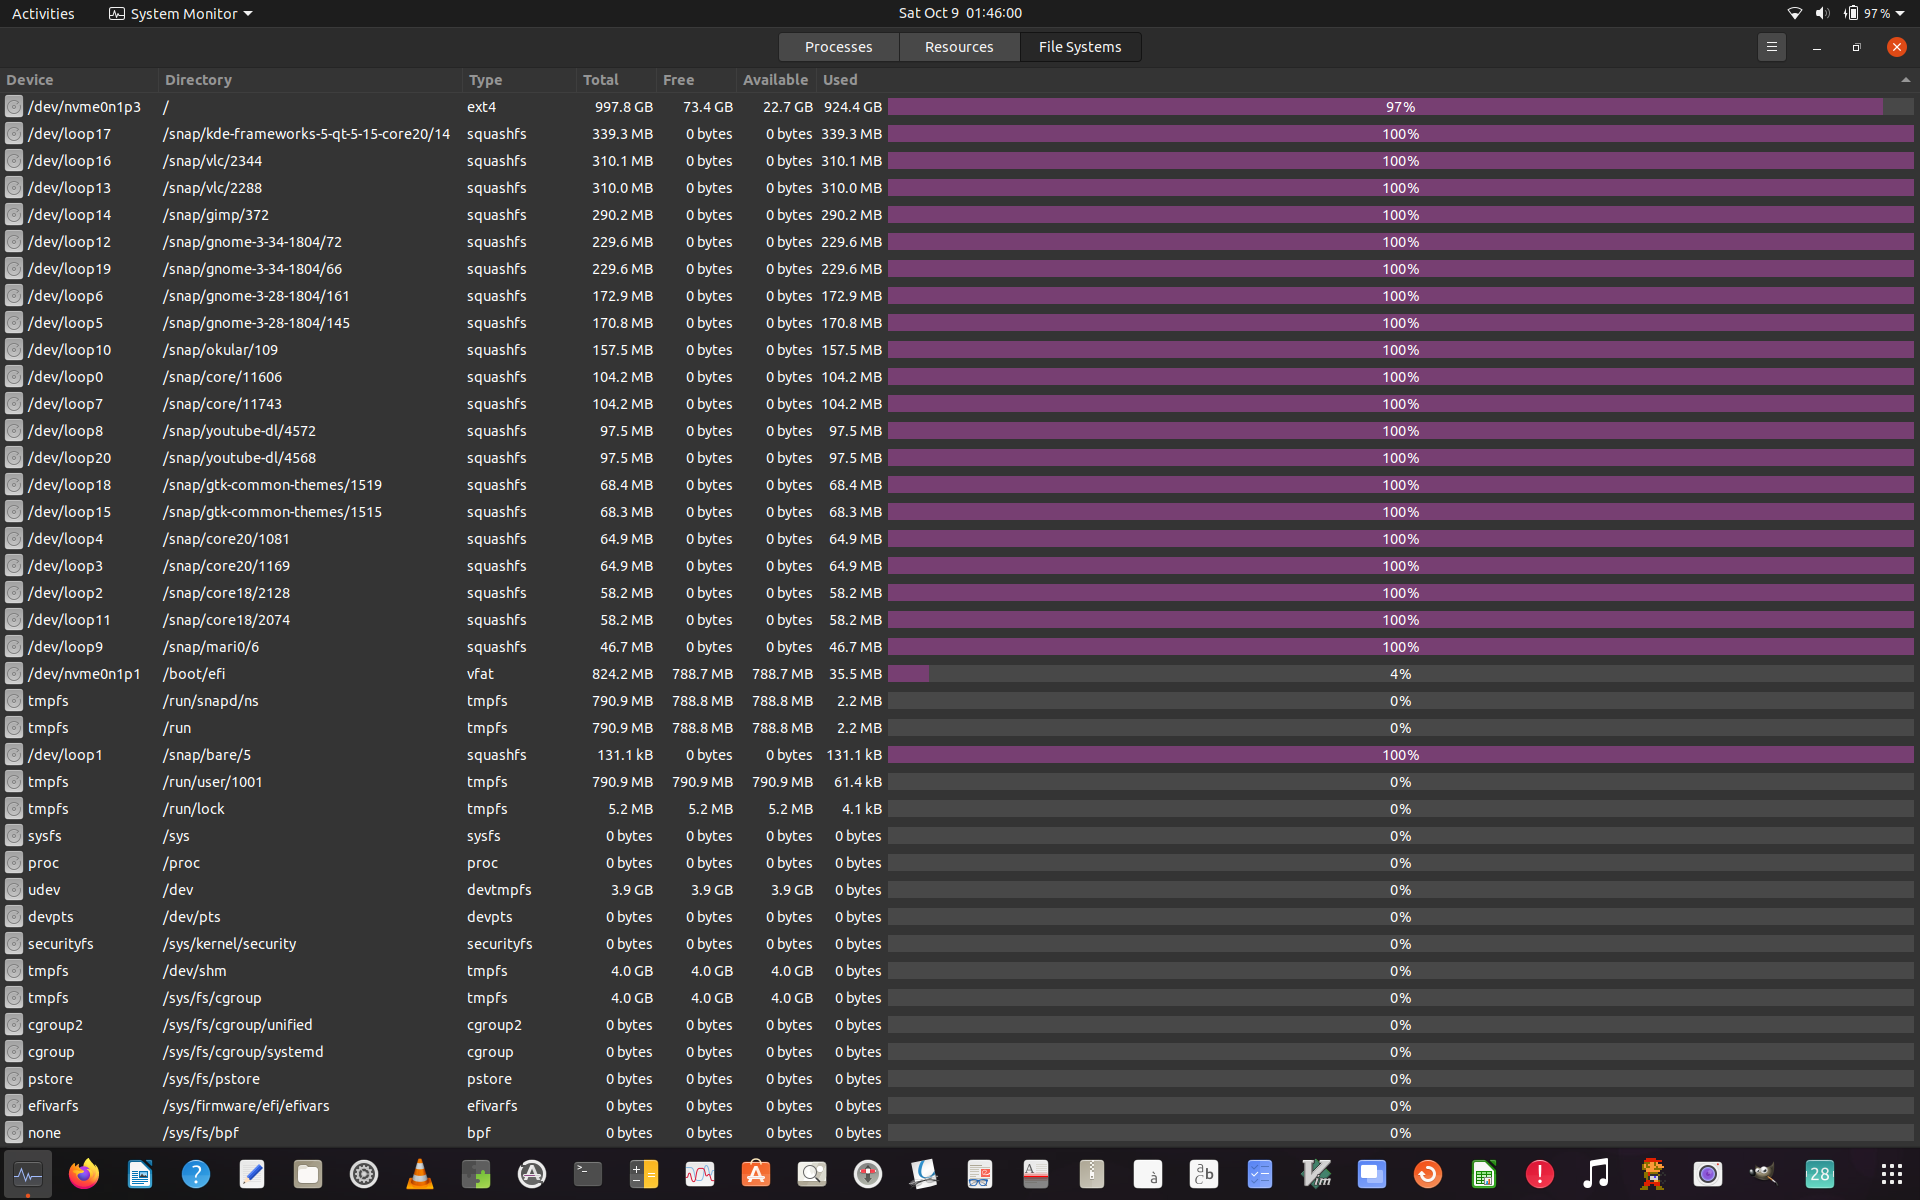 Activities System Monitor Sat Oct 9 01:46:00 97 %
Processes Resources File Systems
Device Directory Type Total Free Available Used
/dev/nvme0n1p3 / ext4 997.8 GB 73.4 GB 22.7 GB 924.4 GB 97%
/dev/loop17 /snap/kde-frameworks-5-qt-5-15-core20/14 squashfs 339.3 MB 0 bytes 0 bytes 339.3 MB 100%
/dev/loop16 /snap/vlc/2344 squashfs 310.1 MB 0 bytes 0 bytes 310.1 MB 100%
/dev/loop13 /snap/vlc/2288 squashfs 310.0 MB 0 bytes 0 bytes 310.0 MB 100%
/dev/loop14 /snap/gimp/372 squashfs 290.2 MB 0 bytes 0 bytes 290.2 MB 100%
/dev/loop12 /snap/gnome-3-34-1804/72 squashfs 229.6 MB 0 bytes 0 bytes 229.6 MB 100%
/dev/loop19 /snap/gnome-3-34-1804/66 squashfs 229.6 MB 0 bytes 0 bytes 229.6 MB 100%
/dev/loop6 /snap/gnome-3-28-1804/161 squashfs 172.9 MB 0 bytes 0 bytes 172.9 MB 100%
/dev/loop5 /snap/gnome-3-28-1804/145 squashfs 170.8 MB 0 bytes 0 bytes 170.8 MB 100%
/dev/loop10 /snap/okular/109 squashfs 157.5 MB 0 bytes 0 bytes 157.5 MB 100%
/dev/loop0 /snap/core/11606 squashfs 104.2 MB 0 bytes 0 bytes 104.2 MB 100%
/dev/loop7 /snap/core/11743 squashfs 104.2 MB 0 bytes 0 bytes 104.2 MB 100%
/dev/loop8 /snap/youtube-dl/4572 squashfs 97.5 MB 0 bytes 0 bytes 97.5 MB 100%
/dev/loop20 /snap/youtube-dl/4568 squashfs 97.5 MB 0 bytes 0 bytes 97.5 MB 100%
/dev/loop18 /snap/gtk-common-themes/1519 squashfs 68.4 MB 0 bytes 0 bytes 68.4 MB 100%
/dev/loop15 /snap/gtk-common-themes/1515 squashfs 68.3 MB 0 bytes 0 bytes 68.3 MB 100%
/dev/loop4 /snap/core20/1081 squashfs 64.9 MB 0 bytes 0 bytes 64.9 MB 100%
/dev/loop3 /snap/core20/1169 squashfs 64.9 MB 0 bytes 0 bytes 64.9 MB 100%
/dev/loop2 /snap/core18/2128 squashfs 58.2 MB 0 bytes 0 bytes 58.2 MB 100%
/dev/loop11 /snap/core18/2074 squashfs 58.2 MB 0 bytes 0 bytes 58.2 MB 100%
/dev/loop9 /snap/mari0/6 squashfs 46.7 MB 0 bytes 0 bytes 46.7 MB 100%
/dev/nvme0n1p1 /boot/efi vfat 824.2 MB 788.7 MB 788.7 MB 35.5 MB 4%
tmpfs /run/snapd/ns tmpfs 790.9 MB 788.8 MB 788.8 MB 2.2 MB 0%
tmpfs /run tmpfs 790.9 MB 788.8 MB 788.8 MB 2.2 MB 0%
/dev/loop1 /snap/bare/5 squashfs 131.1 kB 0 bytes 0 bytes 131.1 kB 100%
tmpfs /run/user/1001 tmpfs 790.9 MB 790.9 MB 790.9 MB 61.4 kB 0%
tmpfs /run/lock tmpfs 5.2 MB 5.2 MB 5.2 MB 4.1 kB 0%
sysfs /sys sysfs 0 bytes 0 bytes 0 bytes 0 bytes 0%
proc /proc proc 0 bytes 0 bytes 0 bytes 0 bytes 0%
udev /dev devtmpfs 3.9 GB 3.9 GB 3.9 GB 0 bytes 0%
devpts /dev/pts devpts 0 bytes 0 bytes 0 bytes 0 bytes 0%
securityfs /sys/kernel/security securityfs 0 bytes 0 bytes 0 bytes 0 bytes 0%
tmpfs /dev/shm tmpfs 4.0 GB 4.0 GB 4.0 GB 0 bytes 0%
tmpfs /sys/fs/cgroup tmpfs 4.0 GB 4.0 GB 4.0 GB 0 bytes 0%
cgroup2 /sys/fs/cgroup/unified cgroup2 0 bytes 0 bytes 0 bytes 0 bytes 0%
cgroup /sys/fs/cgroup/systemd cgroup 0 bytes 0 bytes 0 bytes 0 bytes 0%
pstore /sys/fs/pstore pstore 0 bytes 0 bytes 0 bytes 0 bytes 0%
efivarfs /sys/firmware/efi/efivars efivarfs 0 bytes 0 bytes 0 bytes 0 bytes 0%
none /sys/fs/bpf bpf 0 bytes 0 bytes 0 bytes 0 bytes 0%
28